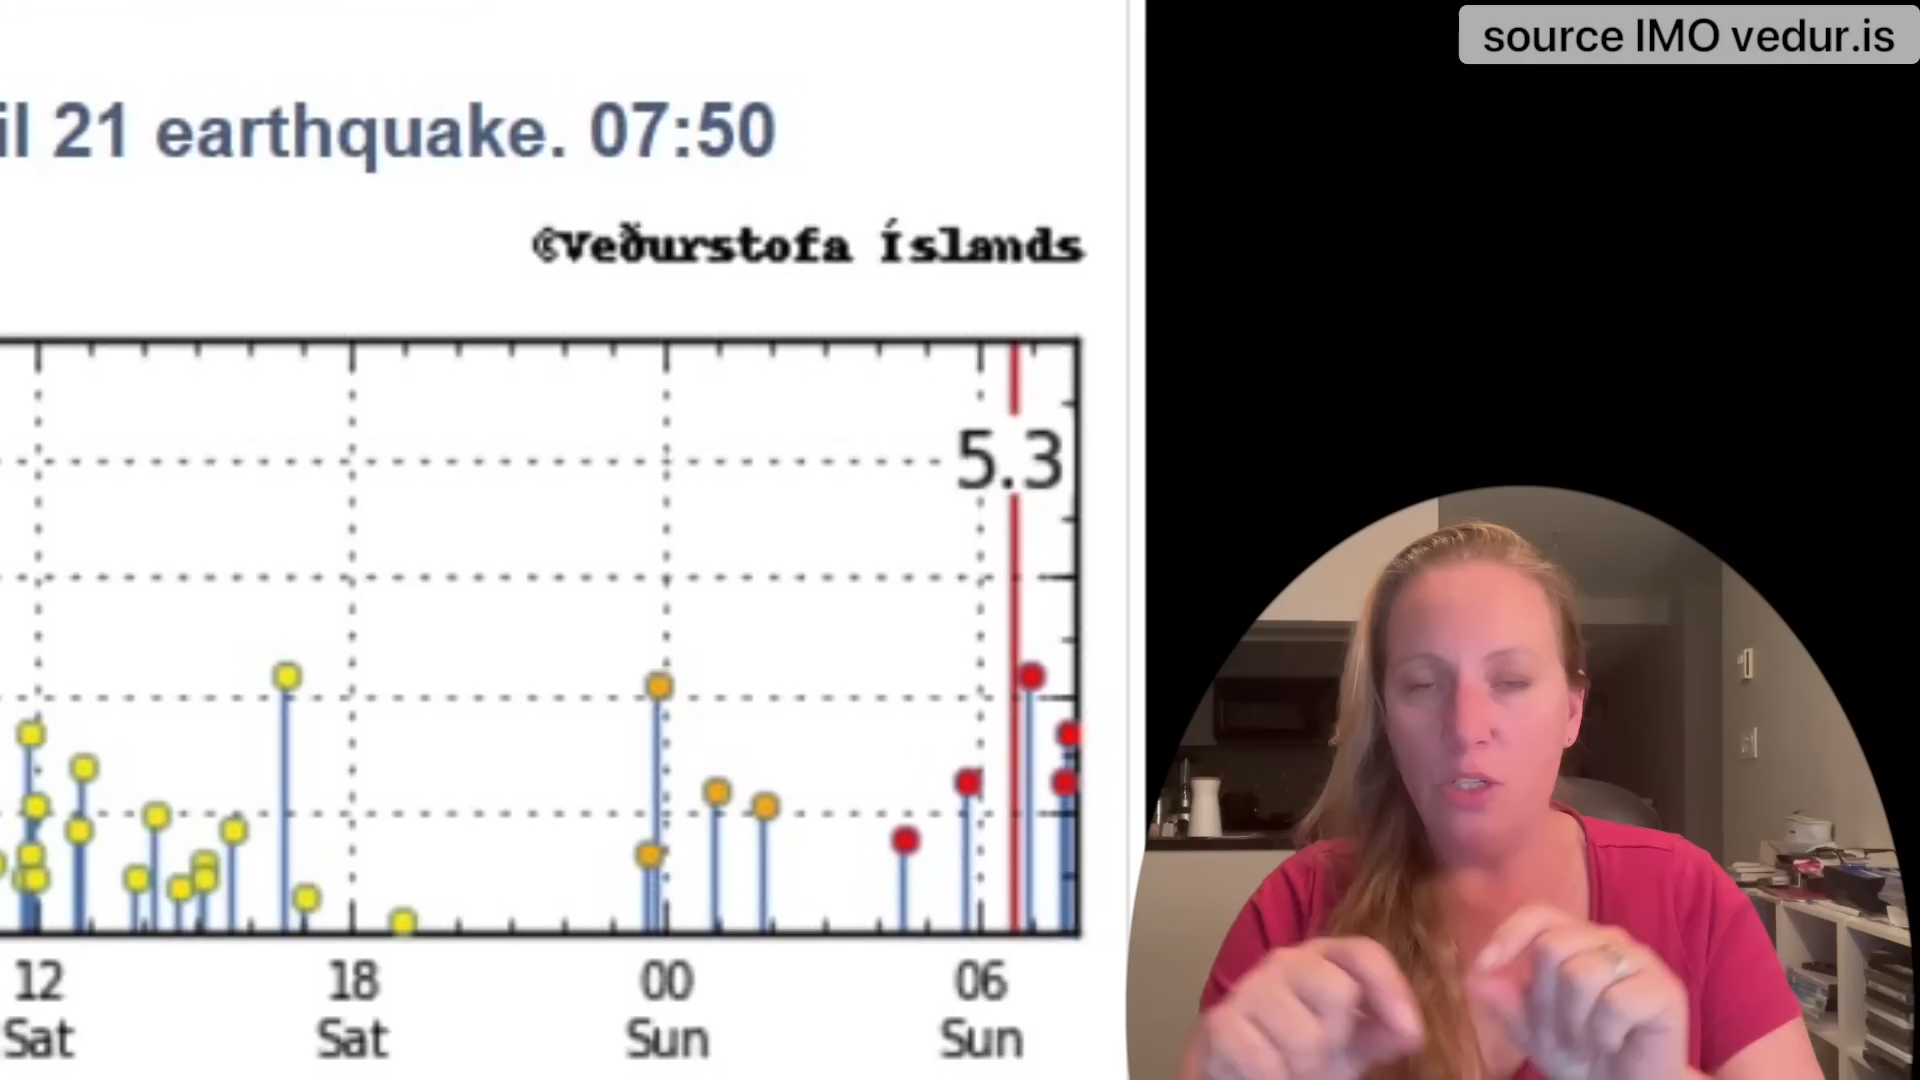 source IMO vedur.is
il 21 earthquake. 07:50
©Veðurstofa Íslands
5.3
12 18 00 06
Sat Sat Sun Sun